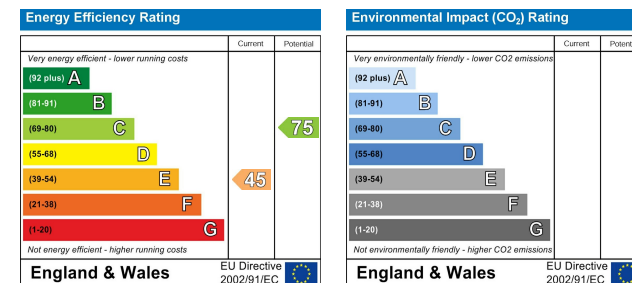 Energy Efficiency Rating
Current Potential
Very energy efficient - lower running costs
(92 plus) A
(81-91) B
(69-80) C 75
(55-68) D
(39-54) E 45
(21-38) F
(1-20) G
Not energy efficient - higher running costs
England & Wales
EU Directive
2002/91/EC
Environmental Impact (CO₂) Rating
Current Potent
Very environmentally friendly - lower CO2 emissions
(92 plus) A
(81-91) B
(69-80) C
(55-68) D
(39-54) E
(21-38) F
(1-20) G
Not environmentally friendly - higher CO2 emissions
England & Wales
EU Directive
2002/91/EC